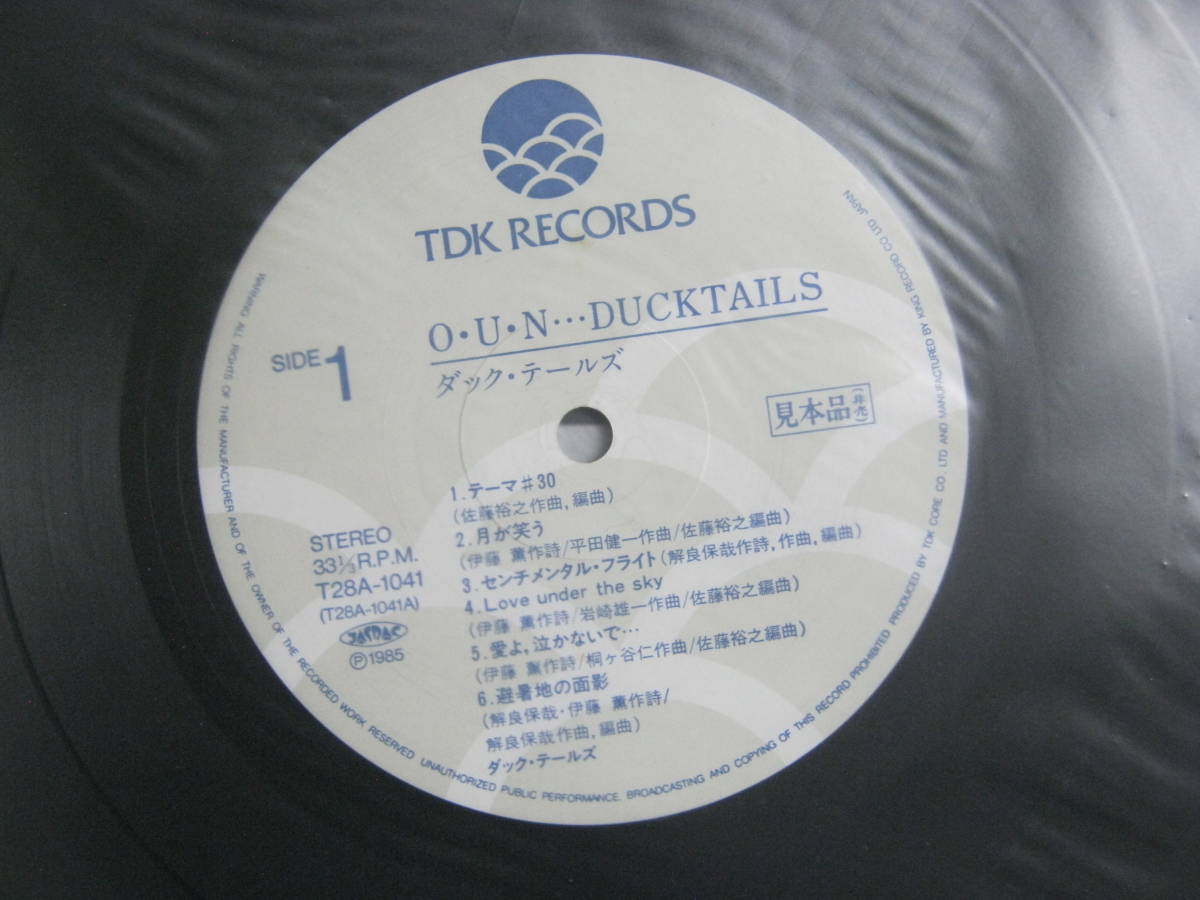 TDK RECORDS
O・U・N…DUCKTAILS
ダック・テールズ
SIDE 1
見本品(非売)
STEREO
33⅓R.P.M.
T28A-1041
(T28A-1041A)
JASRAC
Ⓟ1985
1.テーマ♯30
(佐藤裕之作曲,編曲)
2.月が笑う
(伊藤 薫作詩/平田健一作曲/佐藤裕之編曲)
3.センチメンタル・フライト(解良保哉作詩,作曲,編曲)
4.Love under the sky
(伊藤 薫作詩/岩崎雄一作曲/佐藤裕之編曲)
5.愛よ,泣かないで…
(伊藤 薫作詩/桐ヶ谷仁作曲/佐藤裕之編曲)
6.避暑地の面影
(解良保哉・伊藤 薫作詩/
解良保哉作曲,編曲)
ダック・テールズ
WARNING ALL RIGHTS OF THE MANUFACTURER AND OF THE OWNER OF THE RECORDED WORK RESERVED UNAUTHORIZED PUBLIC PERFORMANCE. BROADCASTING AND COPYING OF THIS RECORD PROHIBITED PRODUCED BY TDK CORE CO., LTD AND MANUFACTURED BY KING RECORD CO LTD JAPAN